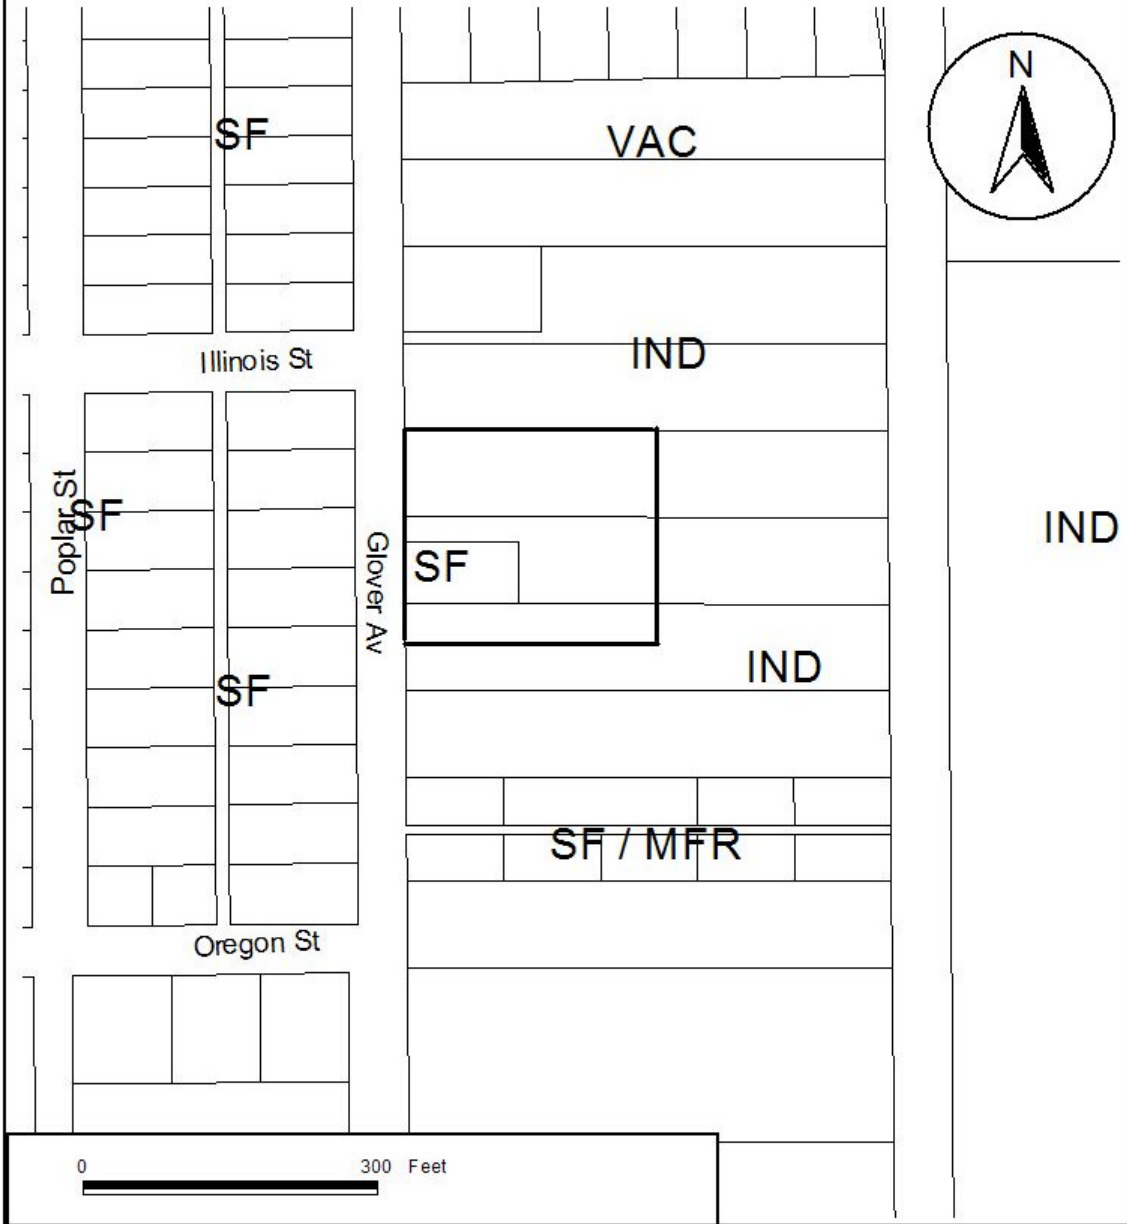 N
SF
VAC
Illinois St
IND
Poplar St
SF
IND
Glover Av
SF
IND
SF
SF / MFR
Oregon St
0 300 Feet